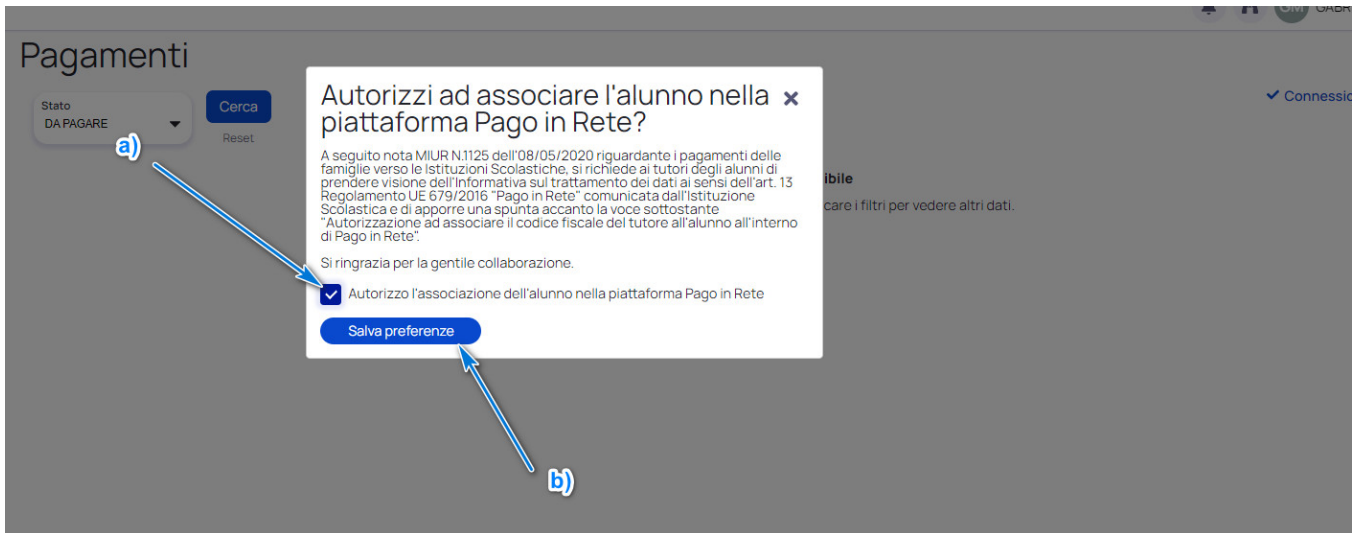 GM GABR
Pagamenti
Stato
DA PAGARE
Cerca
Reset
a)
Autorizzi ad associare l'alunno nella
piattaforma Pago in Rete?
A seguito nota MIUR N.1125 dell'08/05/2020 riguardante i pagamenti delle
famiglie verso le Istituzioni Scolastiche, si richiede ai tutori degli alunni di
prendere visione dell'Informativa sul trattamento dei dati ai sensi dell'art. 13
Regolamento UE 679/2016 "Pago in Rete" comunicata dall'Istituzione
Scolastica e di apporre una spunta accanto la voce sottostante
"Autorizzazione ad associare il codice fiscale del tutore all'alunno all'interno
di Pago in Rete".
Si ringrazia per la gentile collaborazione.
Autorizzo l'associazione dell'alunno nella piattaforma Pago in Rete
Salva preferenze
b)
Connessio
ibile
care i filtri per vedere altri dati.